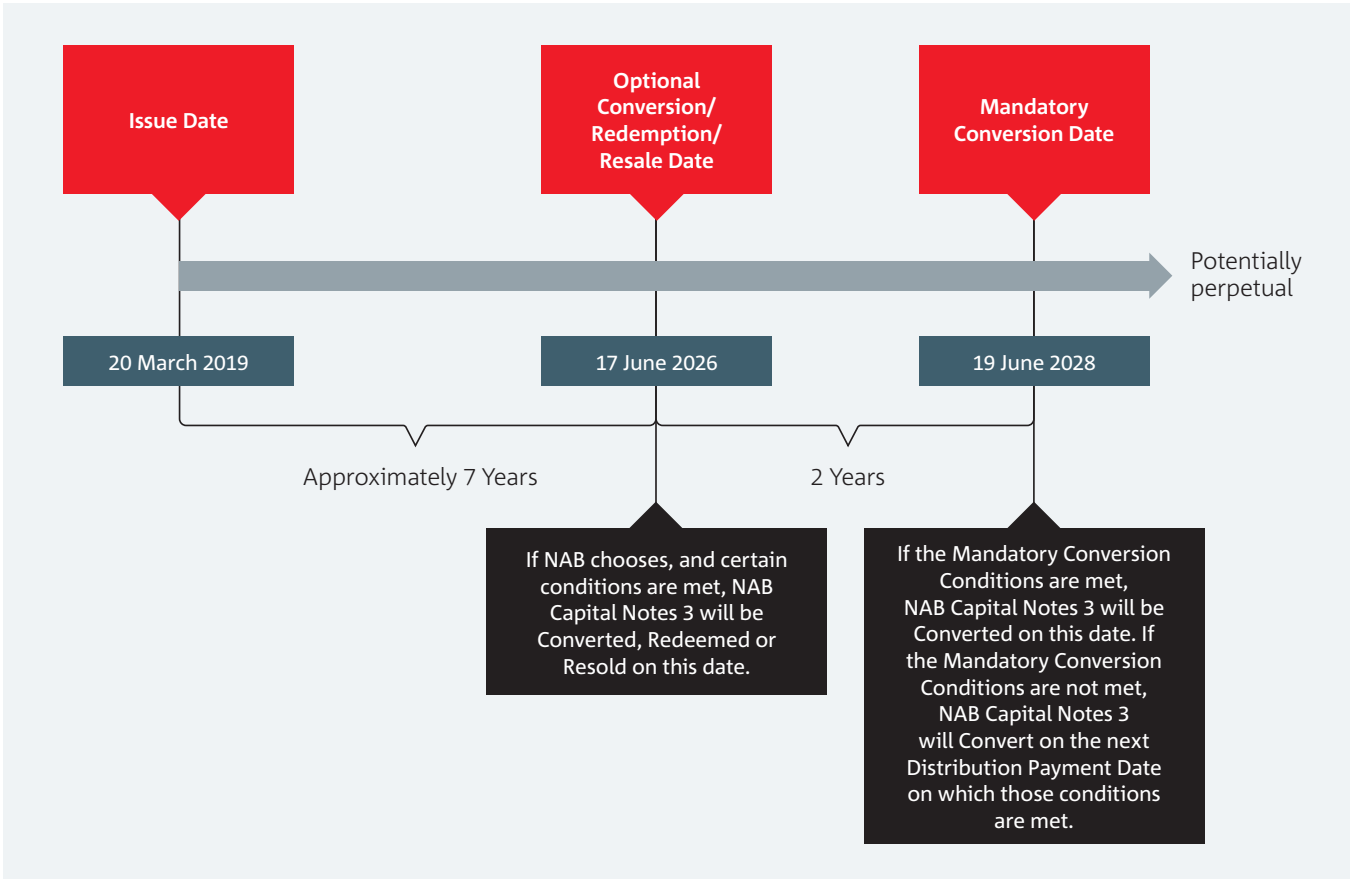 Issue Date
Optional
Conversion/
Redemption/
Resale Date
Mandatory
Conversion Date
Potentially
perpetual
20 March 2019
17 June 2026
19 June 2028
Approximately 7 Years
2 Years
If NAB chooses, and certain
conditions are met, NAB
Capital Notes 3 will be
Converted, Redeemed or
Resold on this date.
If the Mandatory Conversion
Conditions are met,
NAB Capital Notes 3 will be
Converted on this date. If
the Mandatory Conversion
Conditions are not met,
NAB Capital Notes 3
will Convert on the next
Distribution Payment Date
on which those conditions
are met.